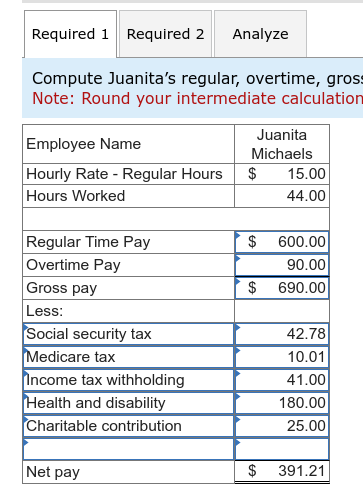 Required 1 Required 2 Analyze
Compute Juanita's regular, overtime, gross
Note: Round your intermediate calculation
Employee Name Juanita Michaels
Hourly Rate - Regular Hours $ 15.00
Hours Worked 44.00
Regular Time Pay $ 600.00
Overtime Pay 90.00
Gross pay $ 690.00
Less:
Social security tax 42.78
Medicare tax 10.01
Income tax withholding 41.00
Health and disability 180.00
Charitable contribution 25.00
Net pay $ 391.21